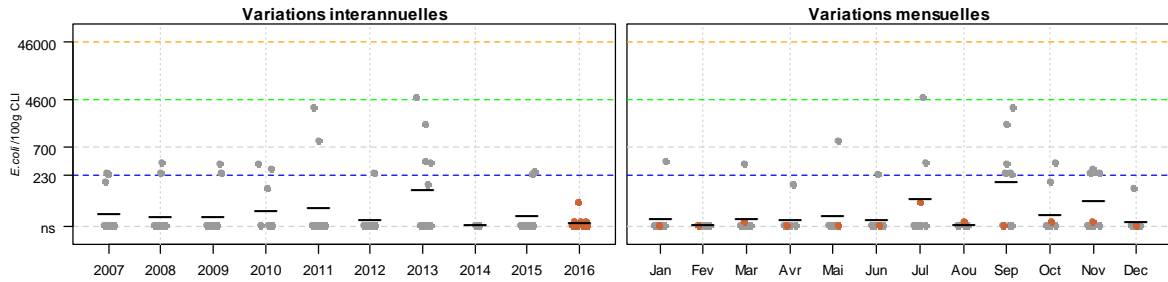 Variations interannuelles
Variations mensuelles
E.coli/100g CLI
46000
4600
700
230
ns
2007 2008 2009 2010 2011 2012 2013 2014 2015 2016
Jan Fev Mar Avr Mai Jun Jul Aou Sep Oct Nov Dec